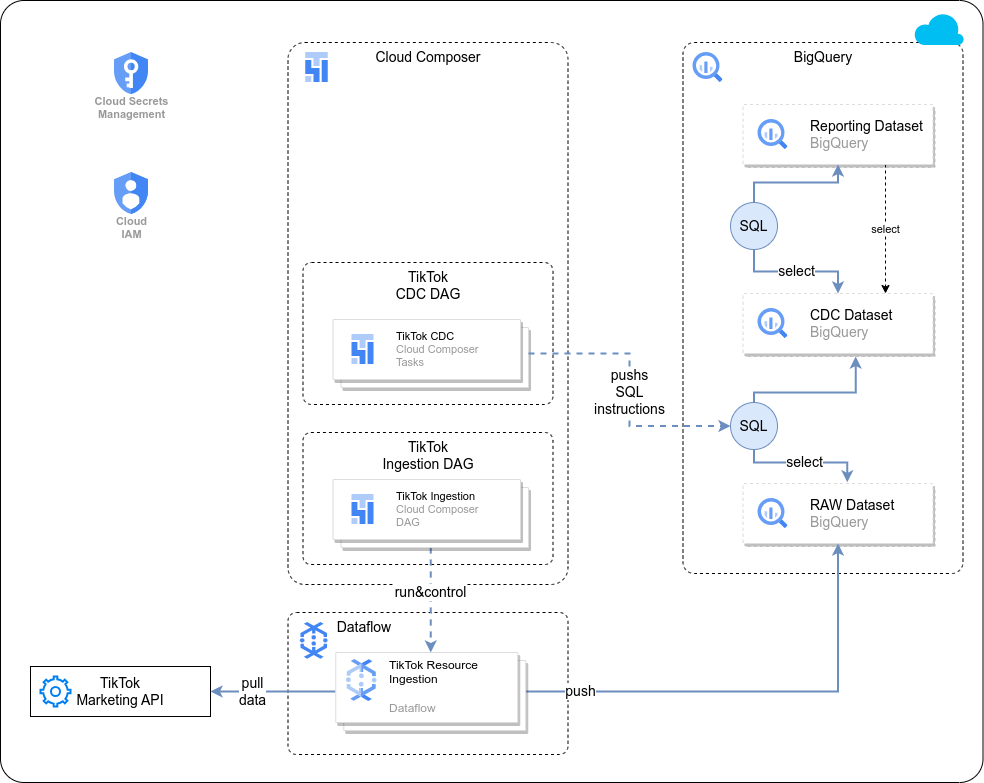 Cloud Secrets
Management
Cloud
IAM
Cloud Composer
TikTok
CDC DAG
TikTok CDC
Cloud Composer
Tasks
TikTok
Ingestion DAG
TikTok Ingestion
Cloud Composer
DAG
run&control
Dataflow
TikTok Resource
Ingestion
Dataflow
TikTok
Marketing API
pull
data
push
pushs
SQL
instructions
BigQuery
Reporting Dataset
BigQuery
SQL
select
select
CDC Dataset
BigQuery
SQL
select
RAW Dataset
BigQuery